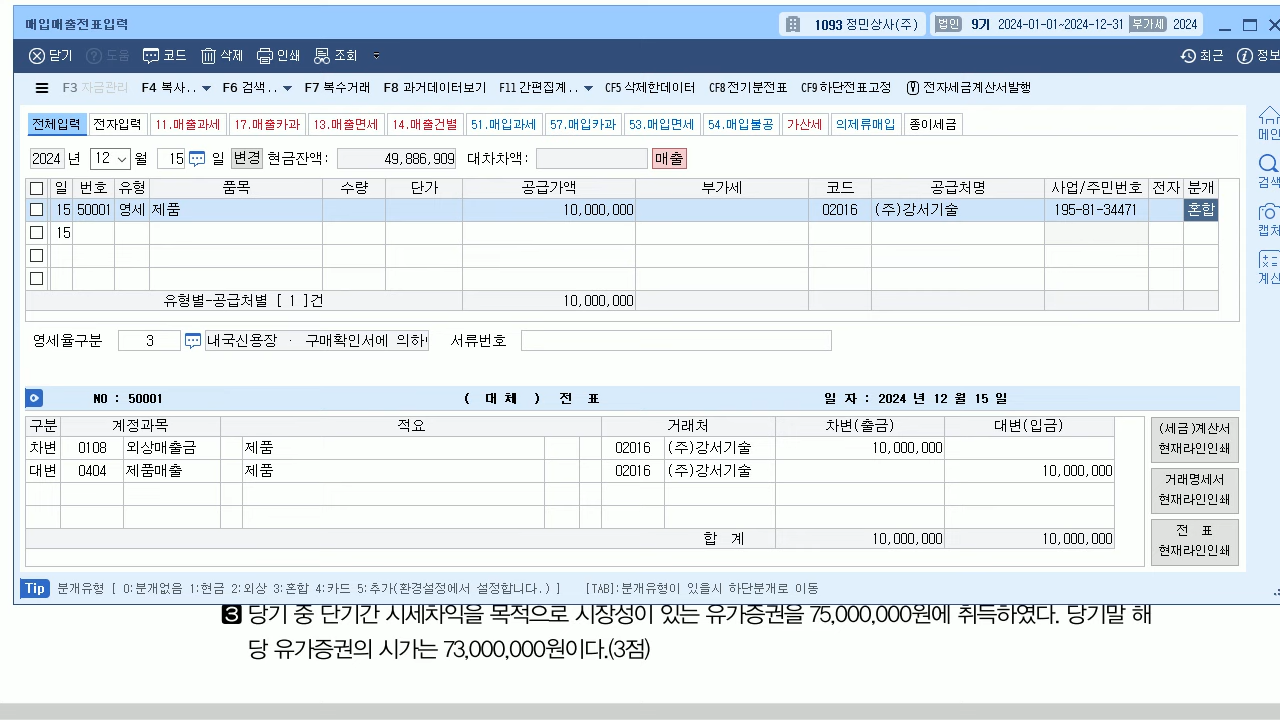 매입매출전표입력
1093 정민상사(주) 법인 9기 2024-01-01~2024-12-31 부가세 2024
닫기 도움 코드 삭제 인쇄 조회 최근 정보
F3 자금관리 F4 복사.. F6 검색.. F7 복수거래 F8 과거데이터보기 F11 간편집계.. CF5 삭제한데이터 CF8 전기분전표 CF9 하단전표고정 전자세금계산서발행
전체입력 전자입력 11.매출과세 17.매출카과 13.매출면세 14.매출건별 51.매입과세 57.매입카과 53.매입면세 54.매입불공 가산세 의제류매입 종이세금
메인
2024 년 12 월 15 일 변경 현금잔액: 49,886,909 대차차액: 매출
검색
일 번호 유형 품목 수량 단가 공급가액 부가세 코드 공급처명 사업/주민번호 전자 분개
15 50001 영세 제품 10,000,000 02016 (주)강서기술 195-81-34471 혼합
캡처
15
계산
유형별-공급처별 [ 1 ]건 10,000,000
영세율구분 3 내국신용장 · 구매확인서에 의하 서류번호
NO : 50001 ( 대 체 ) 전 표 일 자 : 2024 년 12 월 15 일
구분 계정과목 적요 거래처 차변(출금) 대변(입금)
차변 0108 외상매출금 제품 02016 (주)강서기술 10,000,000
대변 0404 제품매출 제품 02016 (주)강서기술 10,000,000
합 계 10,000,000 10,000,000
(세금)계산서
현재라인인쇄
거래명세서
현재라인인쇄
전 표
현재라인인쇄
Tip 분개유형 [ 0:분개없음 1:현금 2:외상 3:혼합 4:카드 5:추가(환경설정에서 설정합니다.) ] [TAB]:분개유형이 있을시 하단분개로 이동
3 당기 중 단기간 시세차익을 목적으로 시장성이 있는 유가증권을 75,000,000원에 취득하였다. 당기말 해
당 유가증권의 시가는 73,000,000원이다.(3점)